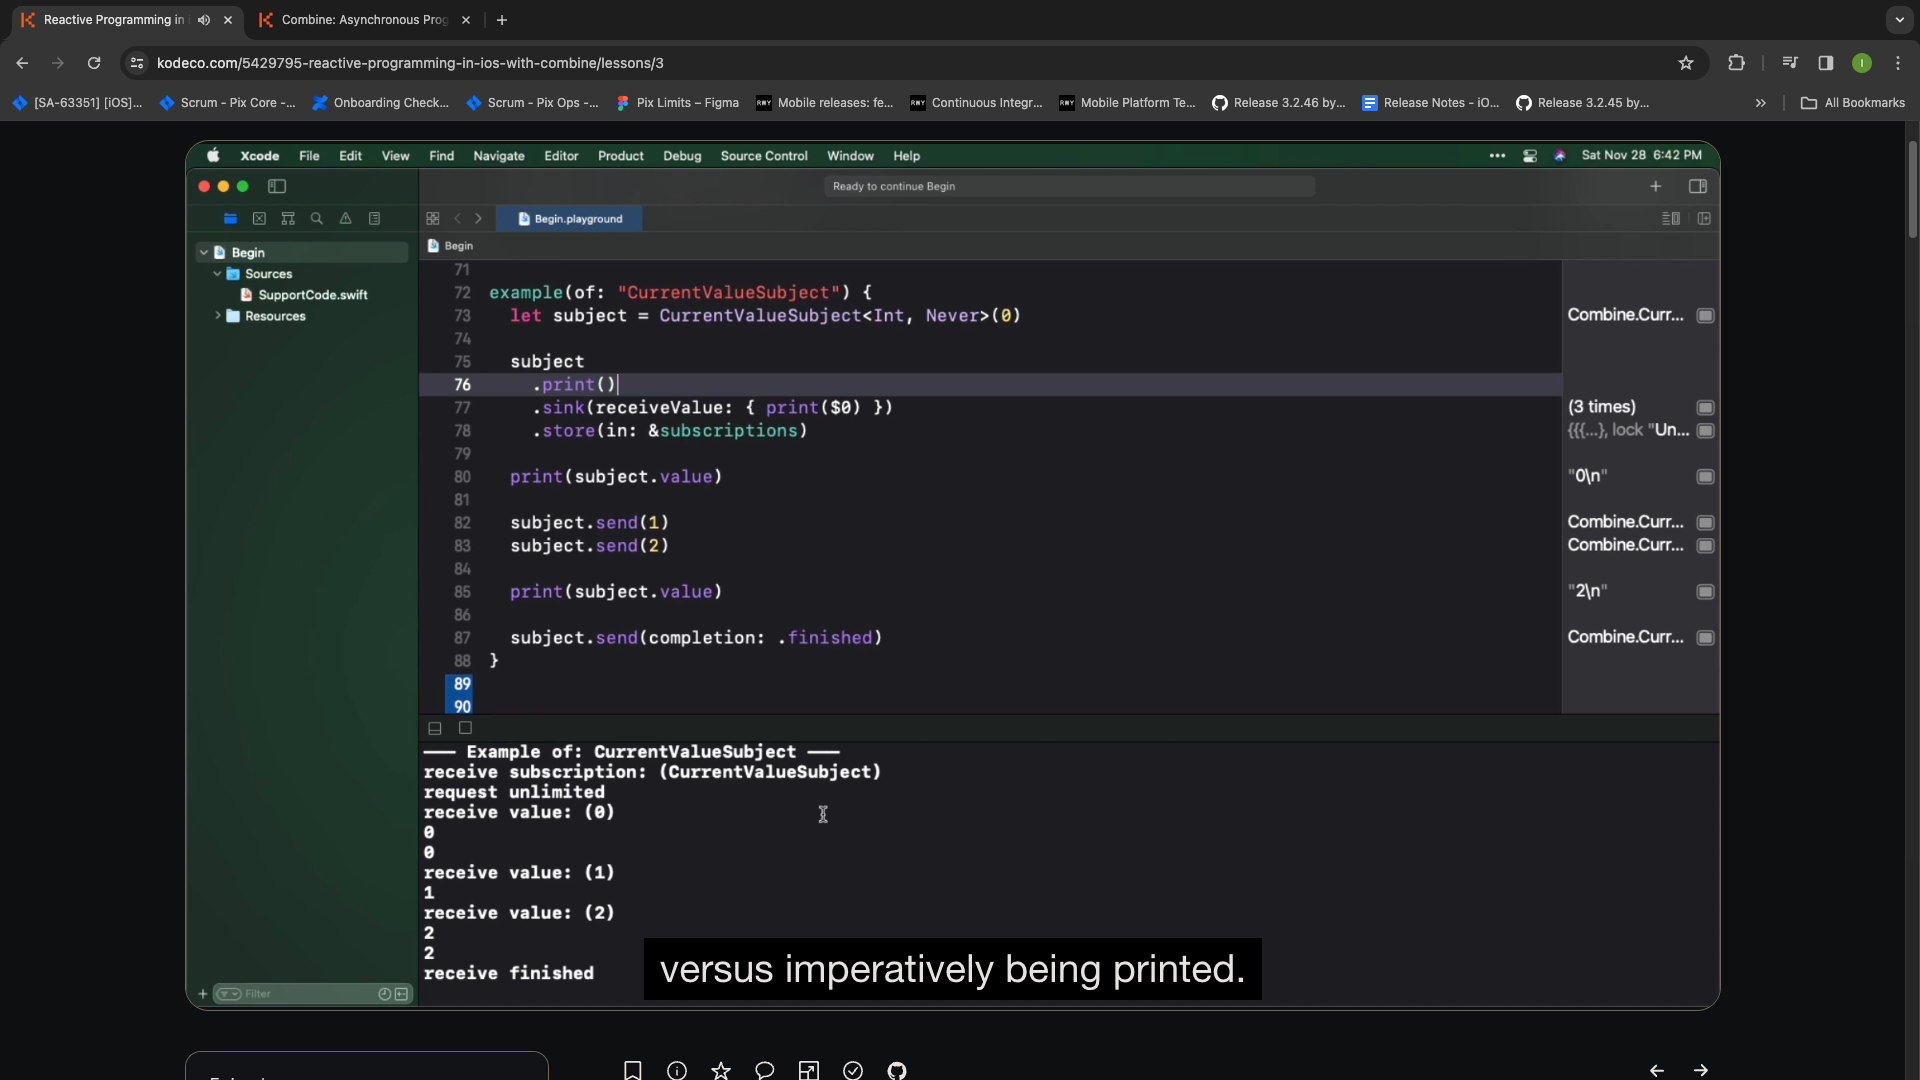 Reactive Programming in
Combine: Asynchronous Prog
kodeco.com/5429795-reactive-programming-in-ios-with-combine/lessons/3
[SA-63351] [iOS]...
Scrum - Pix Core -...
Onboarding Check...
Scrum - Pix Ops -...
Pix Limits – Figma
Mobile releases: fe...
Continuous Integr...
Mobile Platform Te...
Release 3.2.46 by...
Release Notes - iO...
Release 3.2.45 by...
»
All Bookmarks
Xcode File Edit View Find Navigate Editor Product Debug Source Control Window Help
Sat Nov 28 6:42 PM
Ready to continue Begin
Begin.playground
Begin
Begin
Sources
SupportCode.swift
Resources
71
72 example(of: "CurrentValueSubject") {
73 let subject = CurrentValueSubject<Int, Never>(0)
Combine.Curr...
74
75 subject
76 .print()
77 .sink(receiveValue: { print($0) })
(3 times)
78 .store(in: &subscriptions)
{{{...}, lock "Un...
79
80 print(subject.value)
"0\n"
81
82 subject.send(1)
Combine.Curr...
83 subject.send(2)
Combine.Curr...
84
85 print(subject.value)
"2\n"
86
87 subject.send(completion: .finished)
Combine.Curr...
88 }
89
90
—— Example of: CurrentValueSubject ——
receive subscription: (CurrentValueSubject)
request unlimited
receive value: (0)
0
0
receive value: (1)
1
receive value: (2)
2
2
receive finished
versus imperatively being printed.
Filter